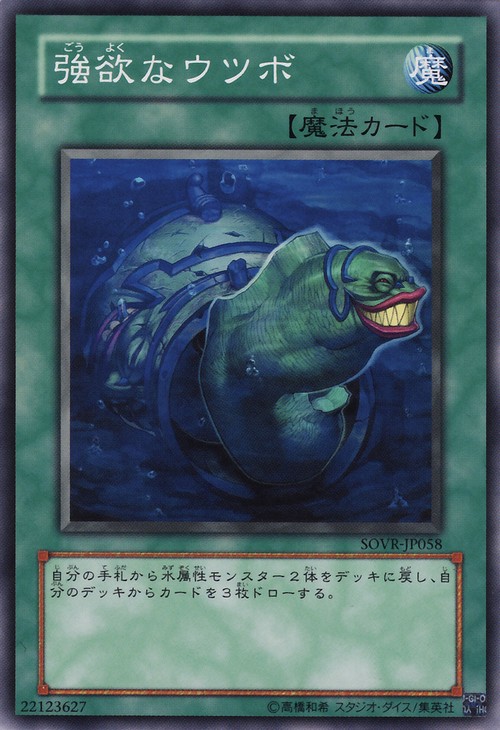 強欲なウツボ
魔
【魔法カード】
SOVR-JP058
自分の手札から水属性モンスター2体をデッキに戻し、自
分のデッキからカードを3枚ドローする。
22123627
©高橋和希 スタジオ・ダイス/集英社